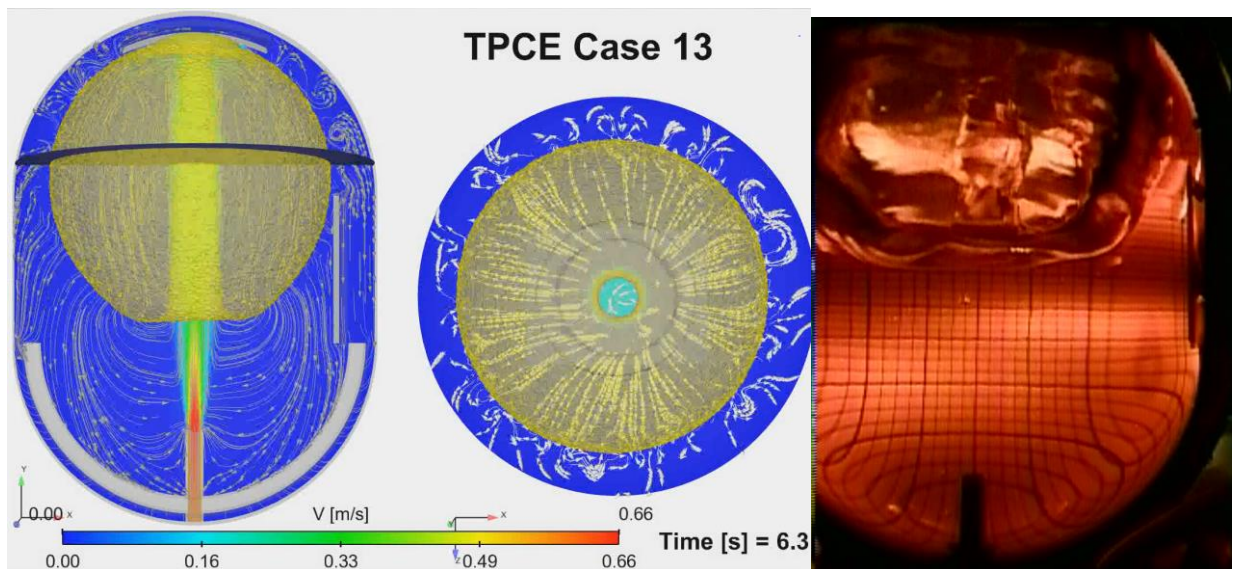 TPCE Case 13
Y
X
0.00
V [m/s]
X
Z
0.66
Time [s] = 6.3
0.00
0.16
0.33
0.49
0.66